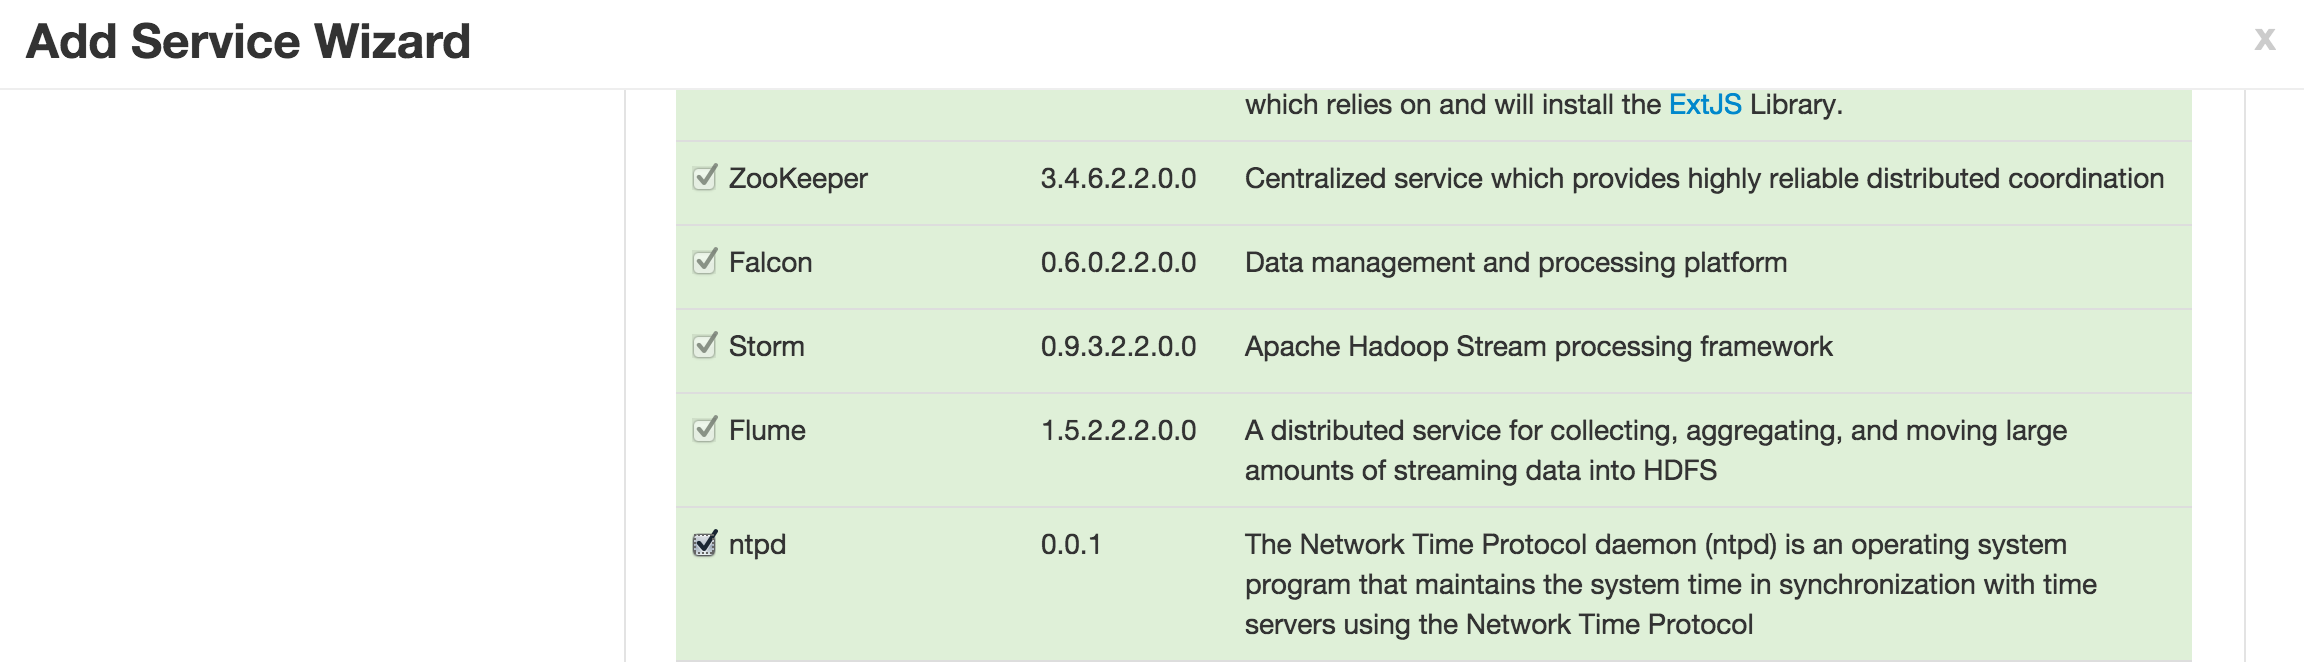 Add Service Wizard
x
which relies on and will install the ExtJS Library.
ZooKeeper 3.4.6.2.2.0.0 Centralized service which provides highly reliable distributed coordination
Falcon 0.6.0.2.2.0.0 Data management and processing platform
Storm 0.9.3.2.2.0.0 Apache Hadoop Stream processing framework
Flume 1.5.2.2.2.0.0 A distributed service for collecting, aggregating, and moving large
amounts of streaming data into HDFS
ntpd 0.0.1 The Network Time Protocol daemon (ntpd) is an operating system
program that maintains the system time in synchronization with time
servers using the Network Time Protocol